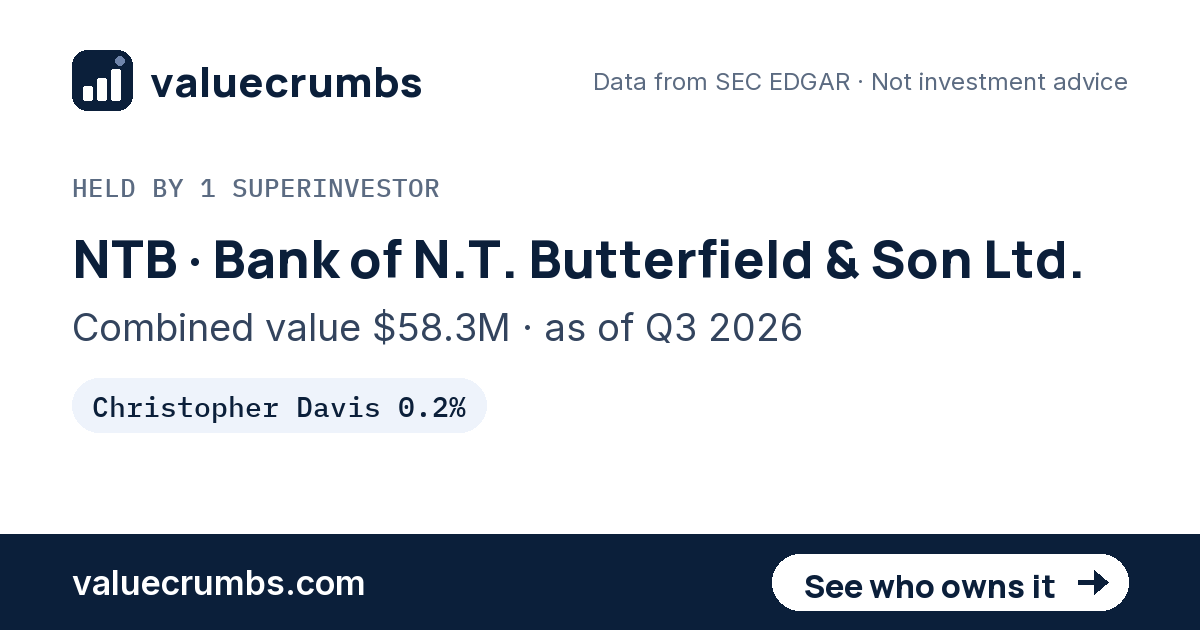 valuecrumbs
Data from SEC EDGAR · Not investment advice
HELD BY 1 SUPERINVESTOR
NTB · Bank of N.T. Butterfield & Son Ltd.
Combined value $58.3M · as of Q3 2026
Christopher Davis 0.2%
valuecrumbs.com
See who owns it →